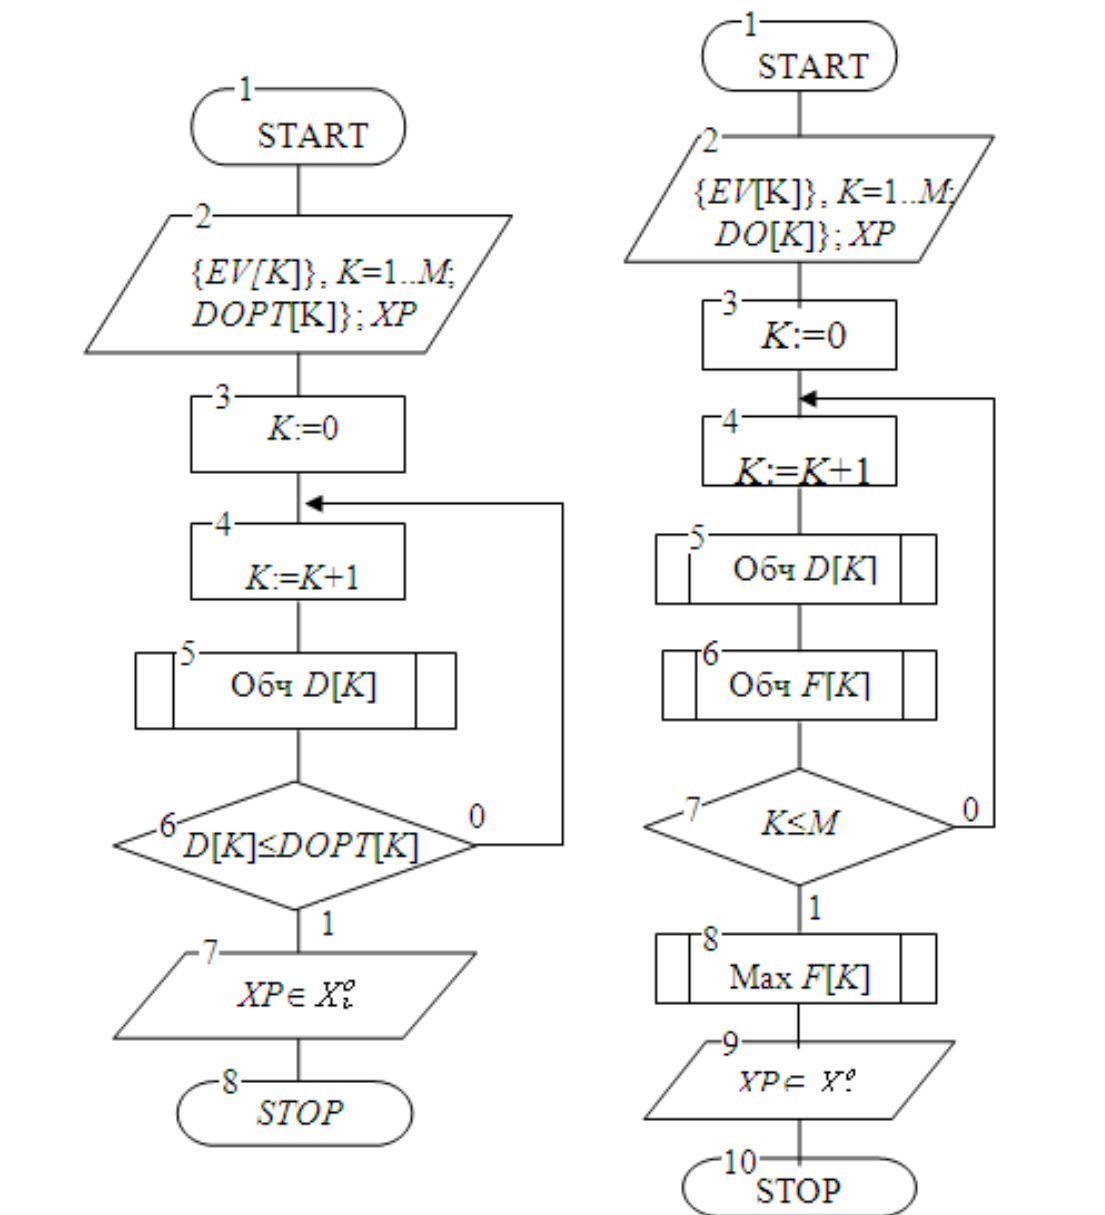 1
START
2
{EV[K]}, K=1..M;
DOPT[K]}; XP
3
K:=0
4
K:=K+1
5
Обч D[K]
6
D[K]≤DOPT[K]
0
1
7
XP∈ Xᵢᵒ
8
STOP
1
START
2
{EV[K]}, K=1..M;
DO[K]}; XP
3
K:=0
4
K:=K+1
5
Обч D[K]
6
Обч F[K]
7
K≤M
0
1
8
Max F[K]
9
XP∈ Xᵢᵒ
10
STOP